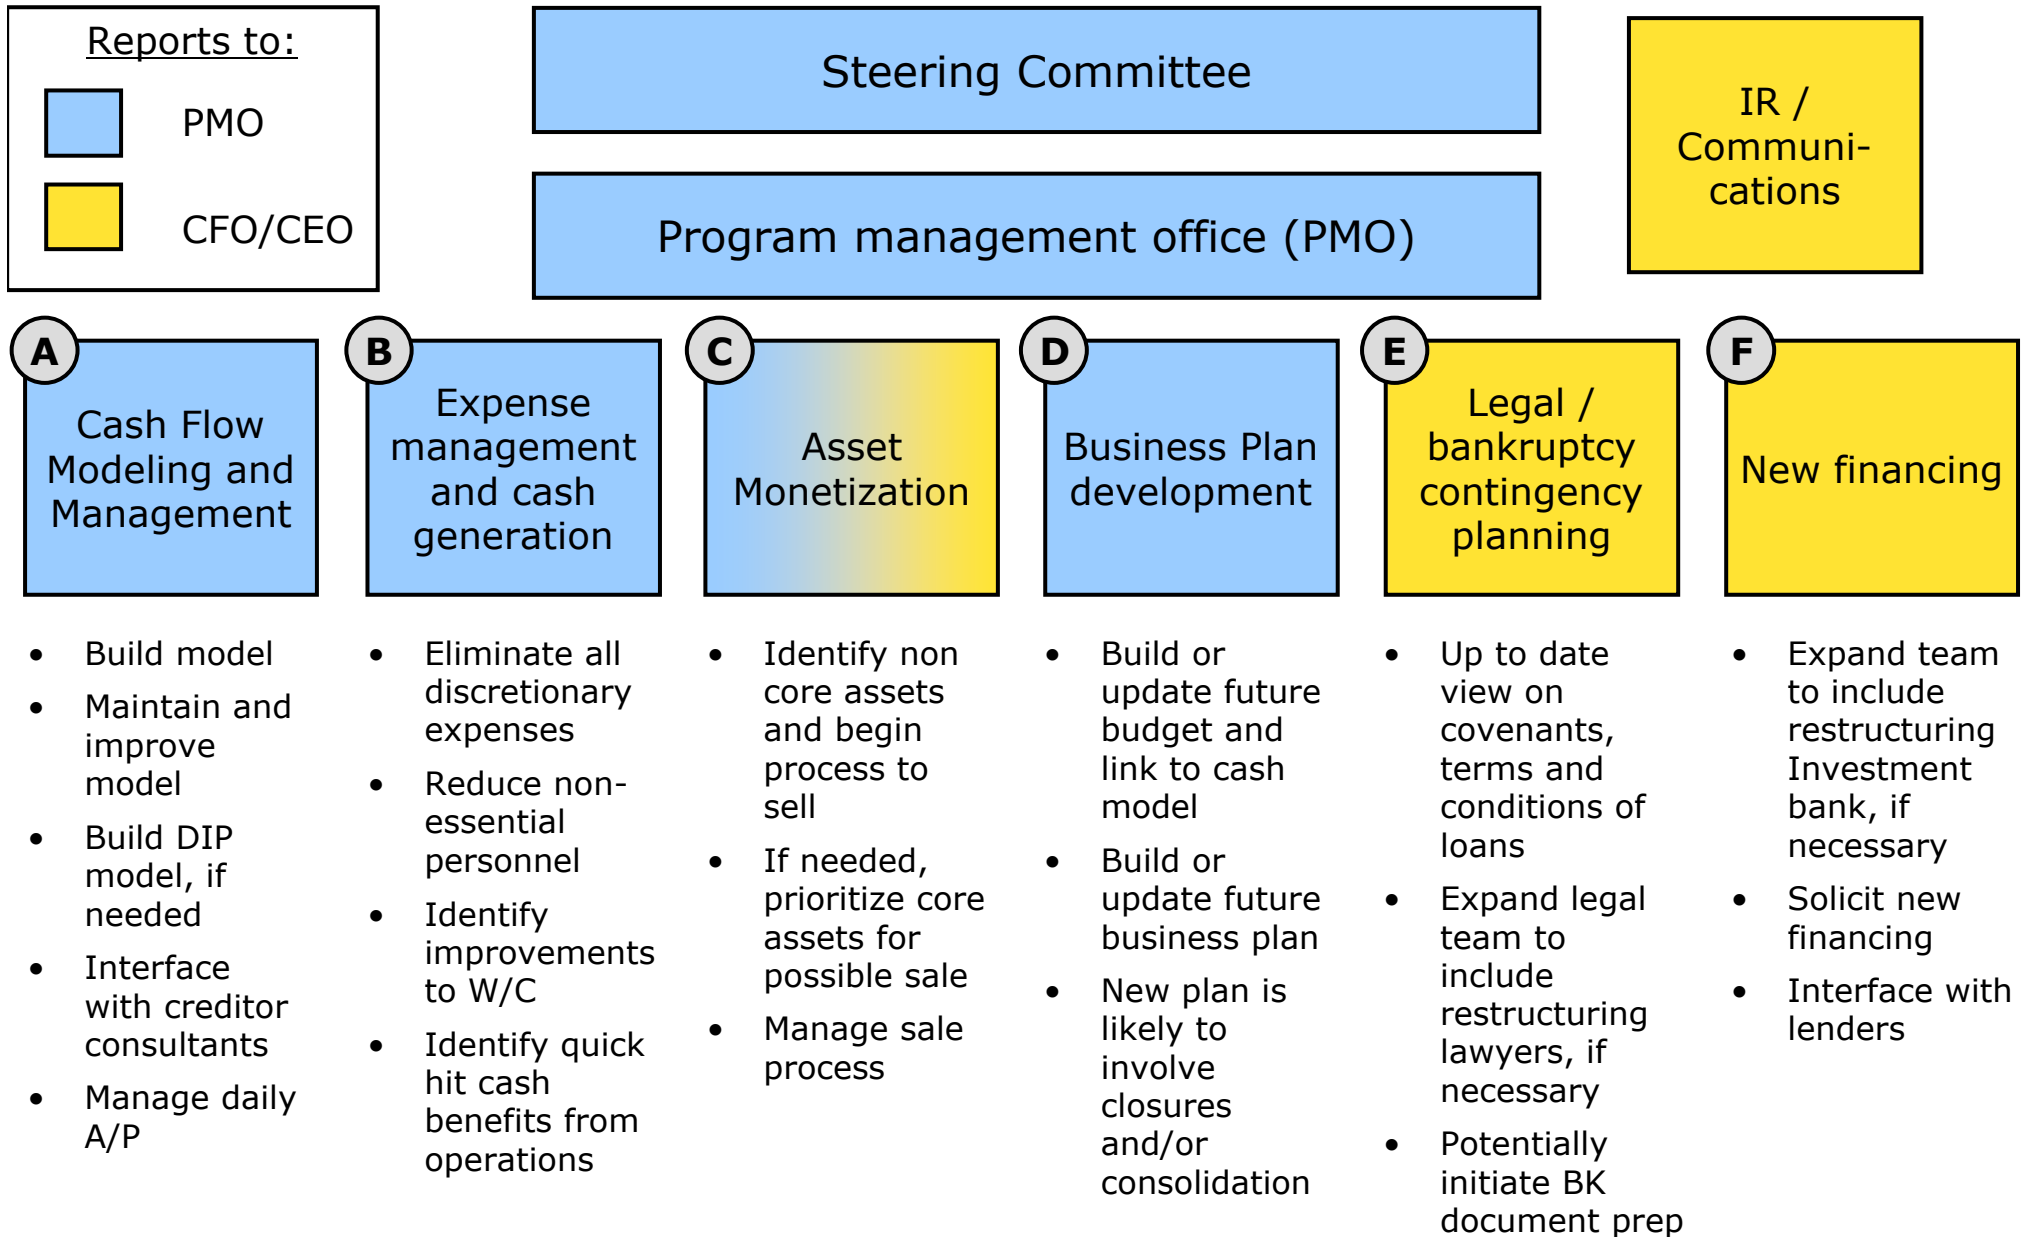 Reports to:
PMO
CFO/CEO
Steering Committee
Program management office (PMO)
IR /
Communi-
cations
A
Cash Flow
Modeling and
Management
• Build model
• Maintain and
improve
model
• Build DIP
model, if
needed
• Interface
with creditor
consultants
• Manage daily
A/P
B
Expense
management
and cash
generation
• Eliminate all
discretionary
expenses
• Reduce non-
essential
personnel
• Identify
improvements
to W/C
• Identify quick
hit cash
benefits from
operations
C
Asset
Monetization
• Identify non
core assets
and begin
process to
sell
• If needed,
prioritize core
assets for
possible sale
• Manage sale
process
D
Business Plan
development
• Build or
update future
budget and
link to cash
model
• Build or
update future
business plan
• New plan is
likely to
involve
closures
and/or
consolidation
E
Legal /
bankruptcy
contingency
planning
• Up to date
view on
covenants,
terms and
conditions of
loans
• Expand legal
team to
include
restructuring
lawyers, if
necessary
• Potentially
initiate BK
document prep
F
New financing
• Expand team
to include
restructuring
Investment
bank, if
necessary
• Solicit new
financing
• Interface with
lenders